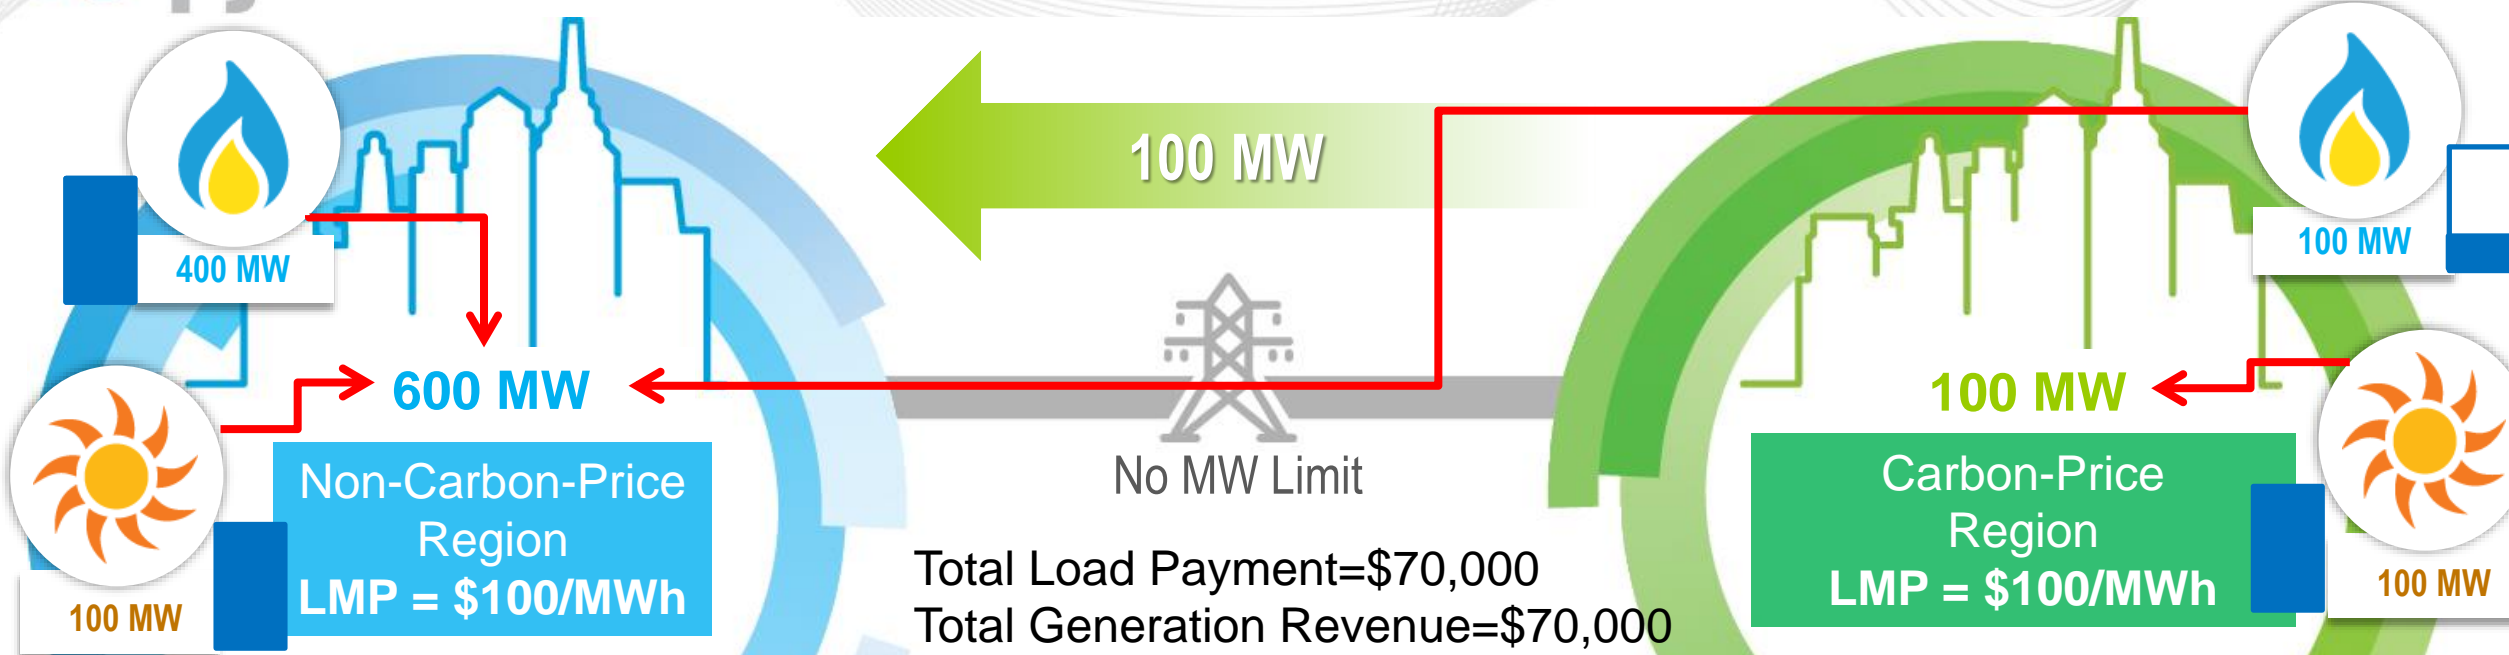 100 MW
400 MW
100 MW
600 MW
100 MW
No MW Limit
Non-Carbon-Price
Region
LMP = $100/MWh
Carbon-Price
Region
LMP = $100/MWh
100 MW
100 MW
Total Load Payment=$70,000
Total Generation Revenue=$70,000